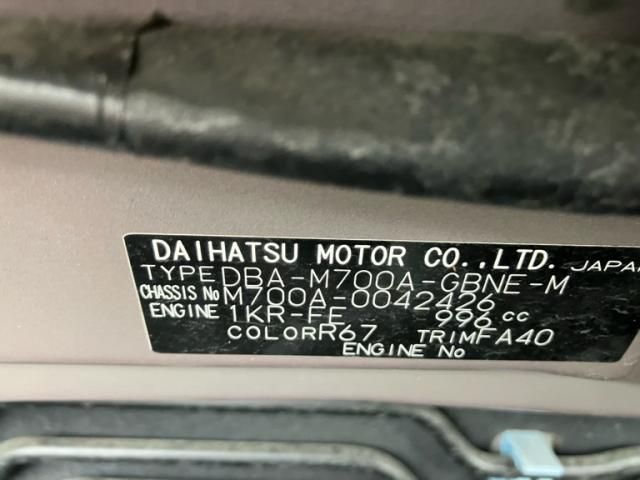 DAIHATSU MOTOR CO.,LTD. JAPAN
TYPE DBA-M700A-GBNE-M
CHASSIS No M700A-0042426
ENGINE 1KR-FE 996 cc
COLOR R67 TRIM FA40
ENGINE No